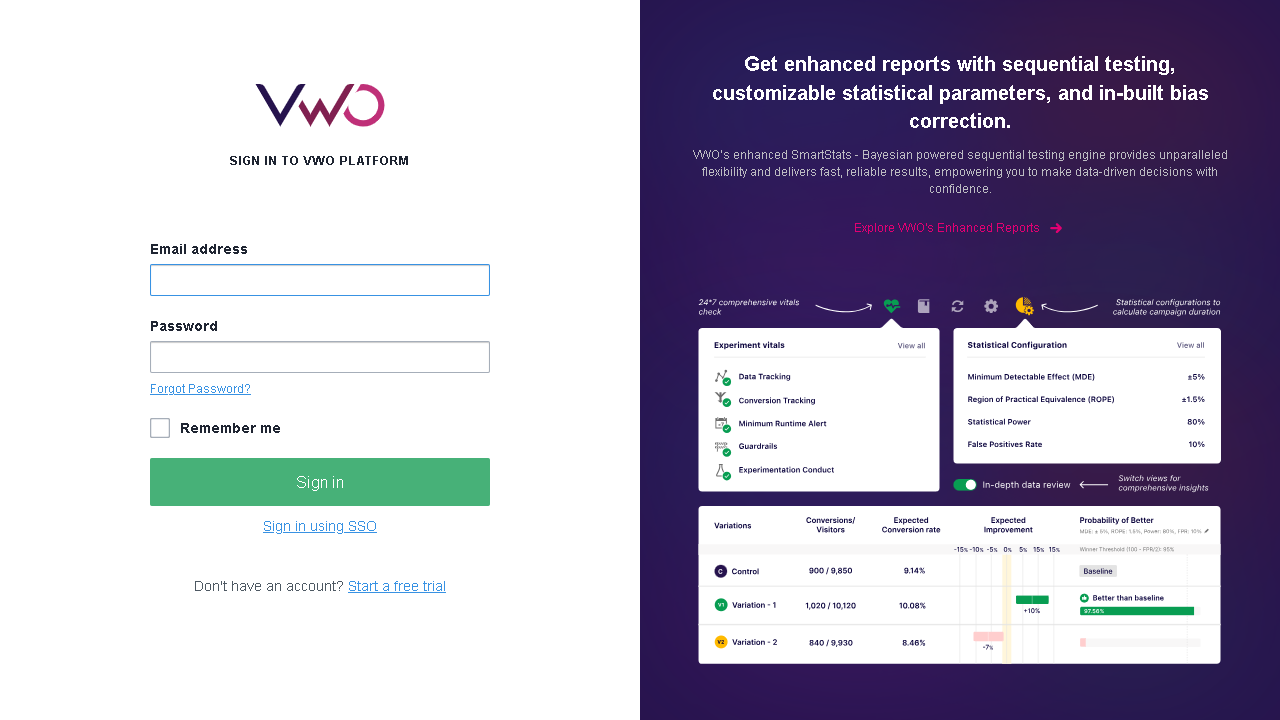 VWO
SIGN IN TO VWO PLATFORM
Email address
Password
Forgot Password?
Remember me
Sign in
Sign in using SSO
Don't have an account? Start a free trial
Get enhanced reports with sequential testing,
customizable statistical parameters, and in-built bias
correction.
VWO's enhanced SmartStats - Bayesian powered sequential testing engine provides unparalleled
flexibility and delivers fast, reliable results, empowering you to make data-driven decisions with
confidence.
Explore VWO's Enhanced Reports
24*7 comprehensive vitals
check
Statistical configurations to
calculate campaign duration
Experiment vitals View all
Data Tracking
Conversion Tracking
Minimum Runtime Alert
Guardrails
Experimentation Conduct
Statistical Configuration View all
Minimum Detectable Effect (MDE) ±5%
Region of Practical Equivalence (ROPE) ±1.5%
Statistical Power 80%
False Positives Rate 10%
In-depth data review
Switch views for
comprehensive insights
Variations
Conversions/
Visitors
Expected
Conversion rate
Expected
Improvement
Probability of Better
MDE: ± 5%, ROPE: 1.5%, Power: 80%, FPR: 10%
-15% -10% -5% 0% 5% 15% 15%
Winner Threshold (100 - FPR/2): 95%
C Control 900 / 9,850 9.14% Baseline
V1 Variation - 1 1,020 / 10,120 10.08% +10% Better than baseline
97.56%
V2 Variation - 2 840 / 9,930 8.46% -7%